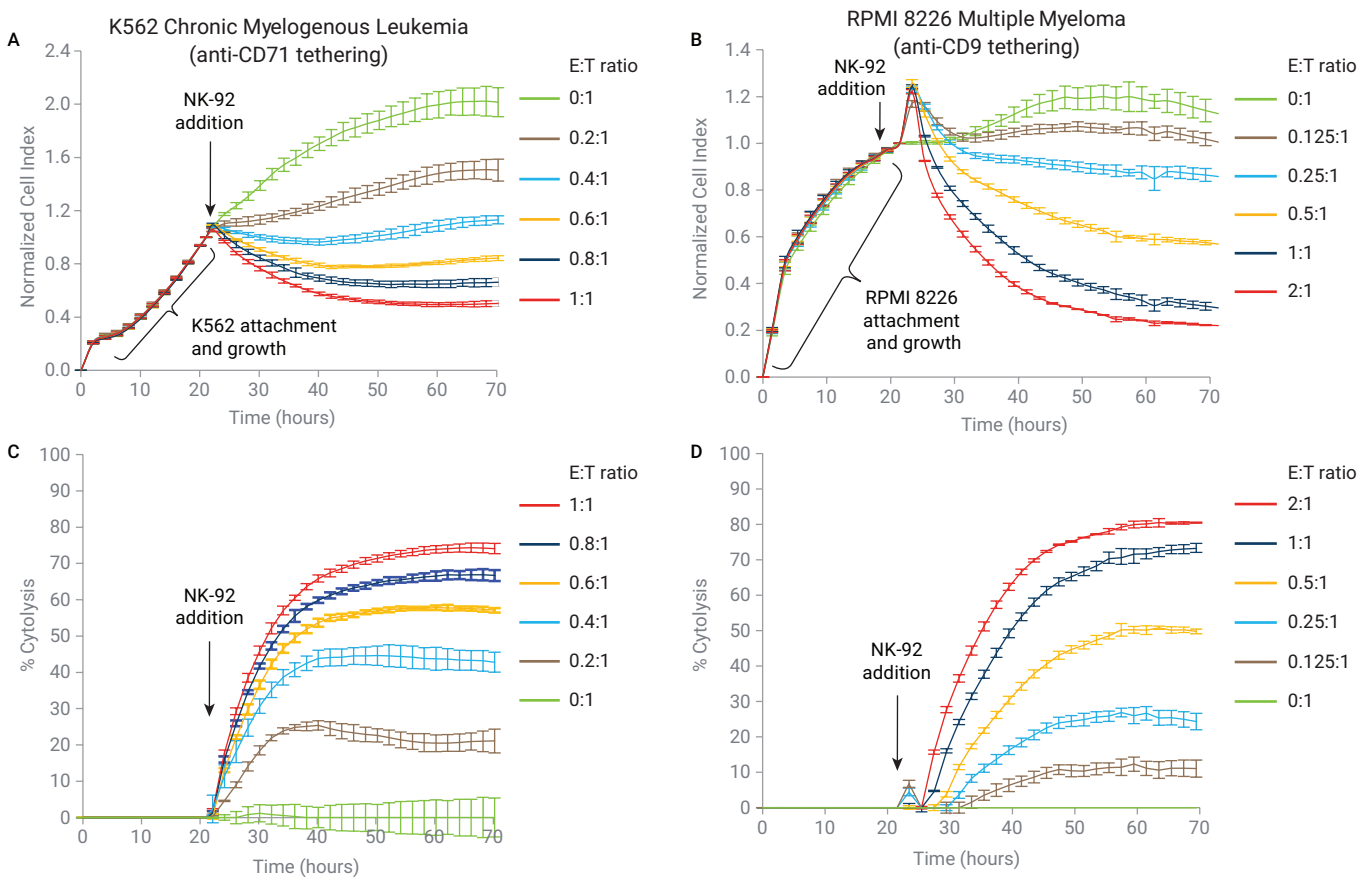 A
K562 Chronic Myelogenous Leukemia
(anti-CD71 tethering)
Normalized Cell Index
2.4
2.0
1.6
1.2
0.8
0.4
0.0
NK-92
addition
K562 attachment
and growth
0 10 20 30 40 50 60 70
Time (hours)
E:T ratio
0:1
0.2:1
0.4:1
0.6:1
0.8:1
1:1
B
RPMI 8226 Multiple Myeloma
(anti-CD9 tethering)
Normalized Cell Index
1.4
1.2
1.0
0.8
0.6
0.4
0.2
0.0
NK-92
addition
RPMI 8226
attachment
and growth
0 10 20 30 40 50 60 70
Time (hours)
E:T ratio
0:1
0.125:1
0.25:1
0.5:1
1:1
2:1
C
% Cytolysis
100
90
80
70
60
50
40
30
20
10
0
NK-92
addition
0 10 20 30 40 50 60 70
Time (hours)
E:T ratio
1:1
0.8:1
0.6:1
0.4:1
0.2:1
0:1
D
% Cytolysis
100
90
80
70
60
50
40
30
20
10
0
NK-92
addition
0 10 20 30 40 50 60 70
Time (hours)
E:T ratio
2:1
1:1
0.5:1
0.25:1
0.125:1
0:1